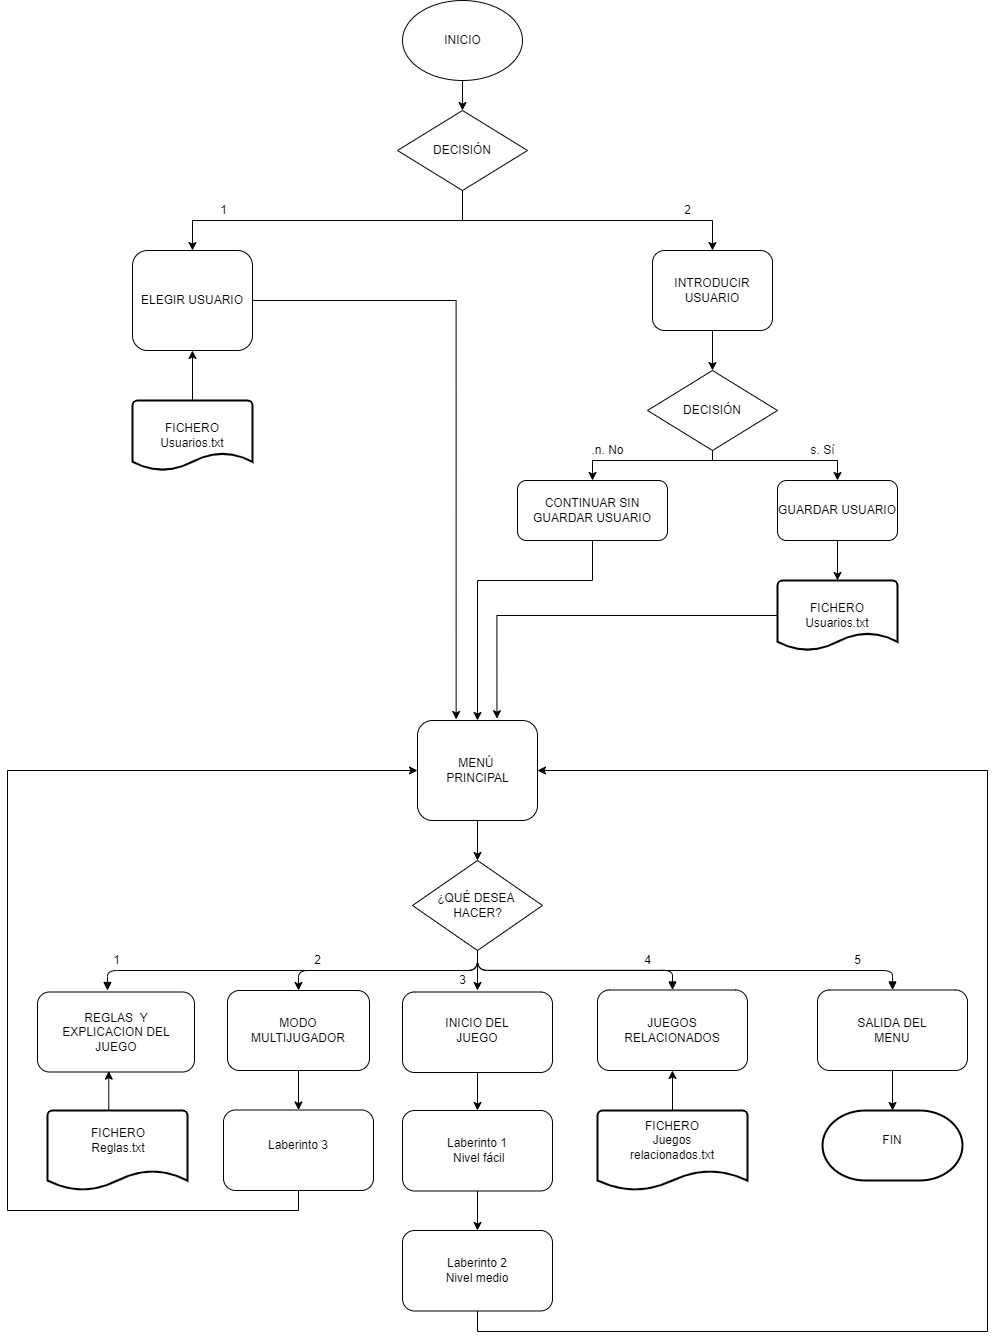 INICIO
DECISIÓN
1
2
ELEGIR USUARIO
INTRODUCIR
USUARIO
FICHERO
Usuarios.txt
DECISIÓN
.n. No
s. Sí
CONTINUAR SIN
GUARDAR USUARIO
GUARDAR USUARIO
FICHERO
Usuarios.txt
MENÚ
PRINCIPAL
¿QUÉ DESEA
HACER?
1
2
3
4
5
REGLAS Y
EXPLICACION DEL
JUEGO
MODO
MULTIJUGADOR
INICIO DEL
JUEGO
JUEGOS
RELACIONADOS
SALIDA DEL
MENU
FICHERO
Reglas.txt
Laberinto 3
Laberinto 1
Nivel fácil
FICHERO
Juegos
relacionados.txt
FIN
Laberinto 2
Nivel medio